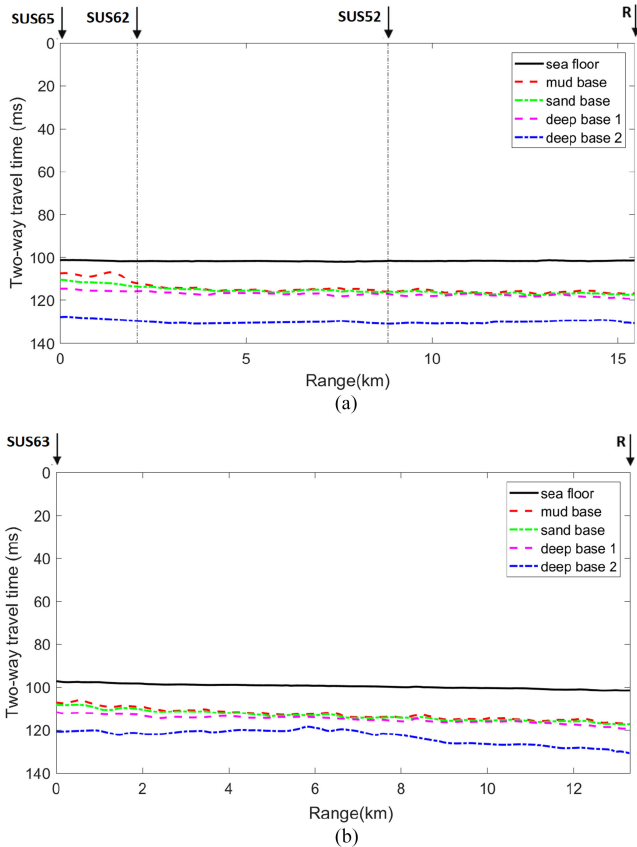 SUS65 SUS62 SUS52 R
0
20
40
60
80
100
120
140
Two-way travel time (ms)
sea floor
mud base
sand base
deep base 1
deep base 2
0 5 10 15
Range(km)
(a)
SUS63 R
0
20
40
60
80
100
120
140
Two-way travel time (ms)
sea floor
mud base
sand base
deep base 1
deep base 2
0 2 4 6 8 10 12
Range(km)
(b)